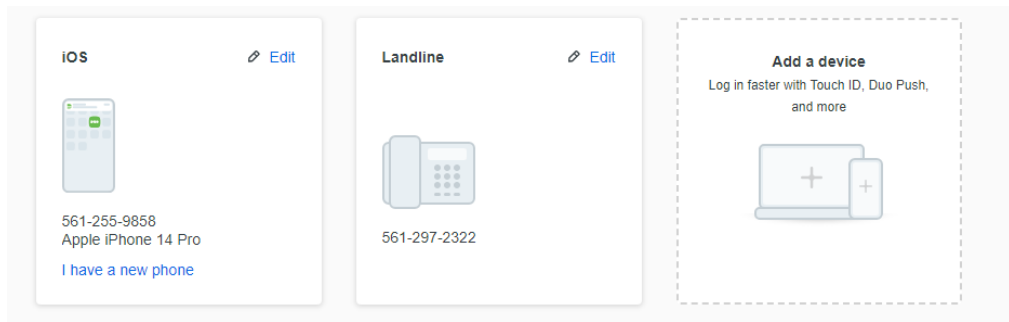 iOS
Edit
561-255-9858
Apple iPhone 14 Pro
I have a new phone
Landline
Edit
561-297-2322
Add a device
Log in faster with Touch ID, Duo Push,
and more